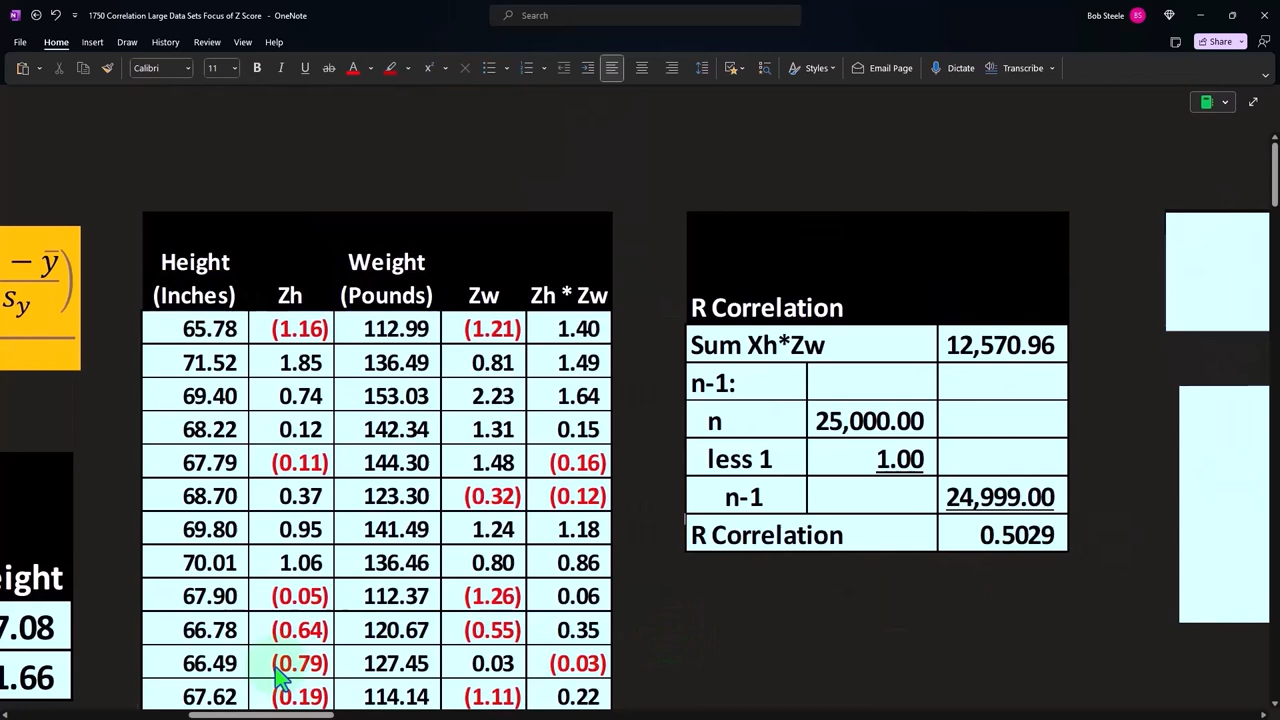 1750 Correlation Large Data Sets Focus of Z Score - OneNote
Search
Bob Steele BS
File Home Insert Draw History Review View Help
Share
Calibri 11 B I U ab A x Styles Email Page Dictate Transcribe
− y̅
s_y
Height (Inches) Zh Weight (Pounds) Zw Zh * Zw
65.78 (1.16) 112.99 (1.21) 1.40
71.52 1.85 136.49 0.81 1.49
69.40 0.74 153.03 2.23 1.64
68.22 0.12 142.34 1.31 0.15
67.79 (0.11) 144.30 1.48 (0.16)
68.70 0.37 123.30 (0.32) (0.12)
69.80 0.95 141.49 1.24 1.18
70.01 1.06 136.46 0.80 0.86
67.90 (0.05) 112.37 (1.26) 0.06
66.78 (0.64) 120.67 (0.55) 0.35
66.49 (0.79) 127.45 0.03 (0.03)
67.62 (0.19) 114.14 (1.11) 0.22
R Correlation
Sum Xh*Zw 12,570.96
n-1:
n 25,000.00
less 1 1.00
n-1 24,999.00
R Correlation 0.5029
eight
7.08
1.66